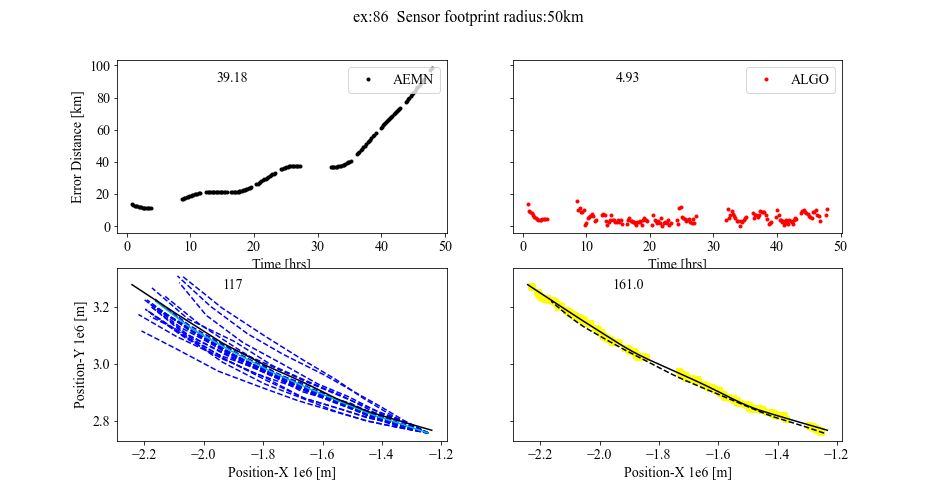 ex:86  Sensor footprint radius:50km
39.18
AEMN
4.93
ALGO
Error Distance [km]
100
80
60
40
20
0
0 10 20 30 40 50
0 10 20 30 40 50
Time [hrs]
Time [hrs]
117
161.0
Position-Y 1e6 [m]
3.2
3.0
2.8
−2.2 −2.0 −1.8 −1.6 −1.4 −1.2
−2.2 −2.0 −1.8 −1.6 −1.4 −1.2
Position-X 1e6 [m]
Position-X 1e6 [m]